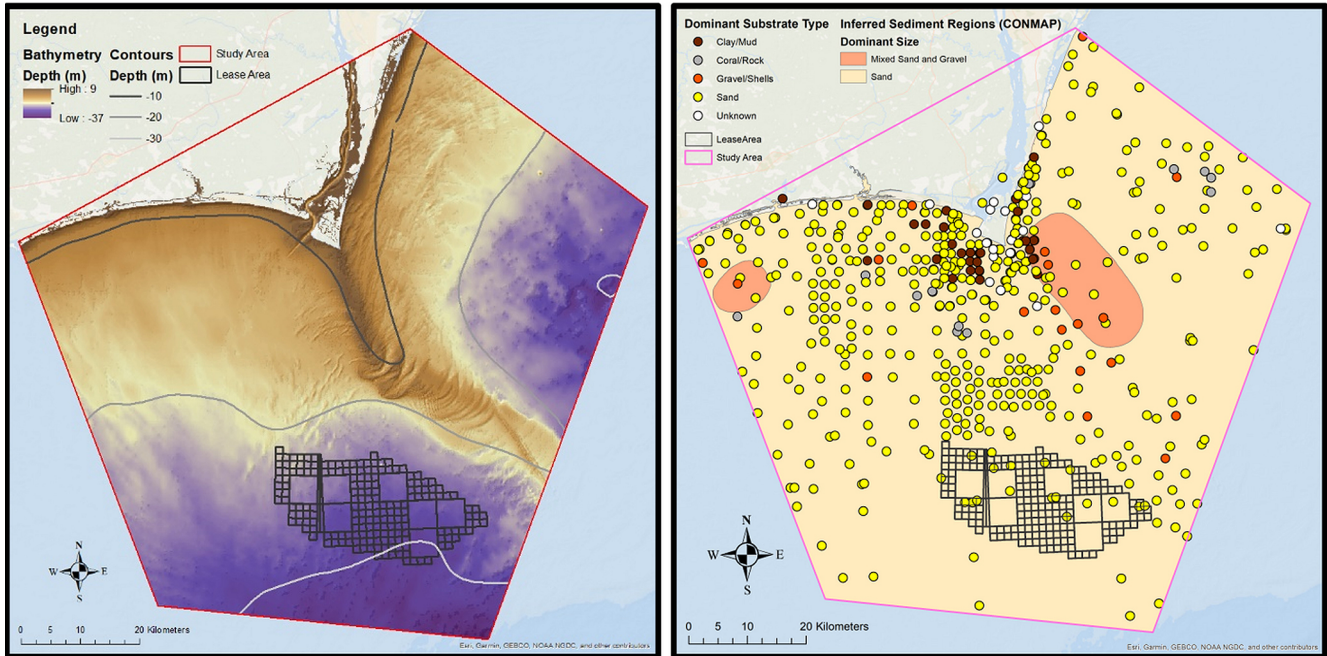 Legend
Bathymetry
Depth (m)
High : 9
Low : -37
Contours
Depth (m)
-10
-20
-30
Study Area
Lease Area
N
W E
S
0 5 10 20 Kilometers
Esri, Garmin, GEBCO, NOAA NGDC, and other contributors
Dominant Substrate Type
Clay/Mud
Coral/Rock
Gravel/Shells
Sand
Unknown
LeaseArea
Study Area
Inferred Sediment Regions (CONMAP)
Dominant Size
Mixed Sand and Gravel
Sand
N
W E
S
0 5 10 20 Kilometers
Esri, Garmin, GEBCO, NOAA NGDC, and other contributors